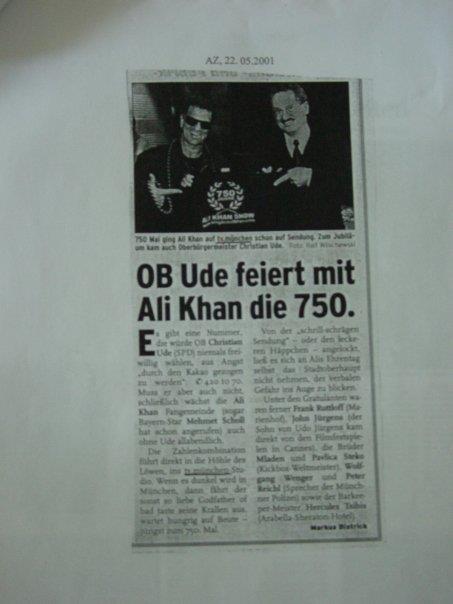 AZ, 22. 05.2001
750
ALI KHAN SHOW
750 Mal ging Ali Khan auf tv.münchen schon auf Sendung. Zum Jubilä-
um kam auch Oberbürgermeister Christian Ude. Foto: Ralf
OB Ude feiert mit
Ali Khan die 750.
Es gibt eine Nummer,
die würde OB Christian
Ude (SPD) niemals frei-
willig wählen, aus Angst
„durch den Kakao gezogen
zu werden“: ✆ 420 10 70.
Muss er aber auch nicht,
schließlich wächst die Ali
Khan Fangemeinde (sogar
Bayern-Star Mehmet Scholl
hat schon angerufen) auch
ohne Ude allabendlich.
Die Zahlenkombination
führt direkt in die Höhle des
Löwen, ins tv.münchen Stu-
dio. Wenn es dunkel wird in
München, dann fährt der
sonst so liebe Godfather of
bad taste seine Krallen aus,
wartet hungrig auf Beute –
jüngst zum 750. Mal.
Von der „schrill-schrägen
Sendung“ – oder den lecke-
ren Häppchen – angelockt,
ließ es sich an Alis Ehrentag
selbst das Stadtoberhaupt
nicht nehmen, der verbalen
Gefahr ins Auge zu blicken.
Unter den Gratulanten wa-
ren ferner Frank Ruttloff (Ma-
rienhof), John Jürgens (der
Sohn von Udo Jürgens kam
direkt von den Filmfestspie-
len in Cannes), die Brüder
Mladen und Pavlica Steko
(Kickbox-Weltmeister), Wolf-
gang Wenger und Peter
Reichl (Sprecher der Münch-
ner Polizei) sowie der Barkee-
per-Meister Hercules Tsibis
(Arabella-Sheraton-Hotel).
Markus Bistrick